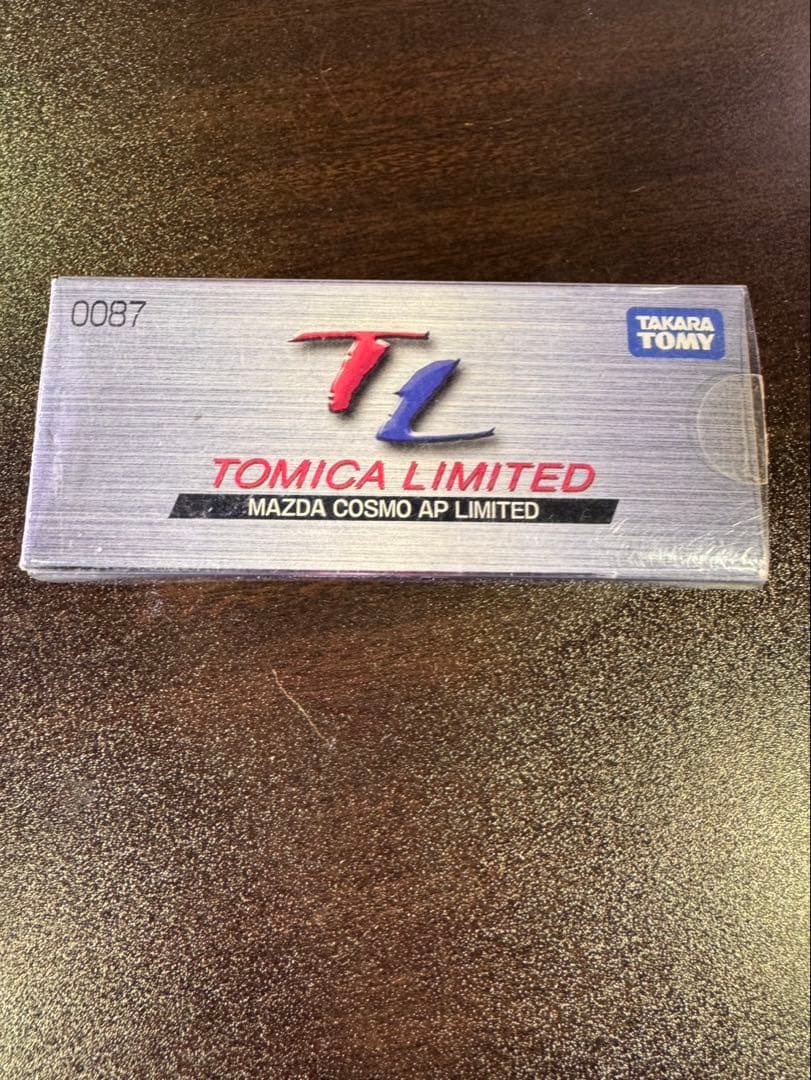 0087
TAKARA
TOMY
TL
TOMICA LIMITED
MAZDA COSMO AP LIMITED